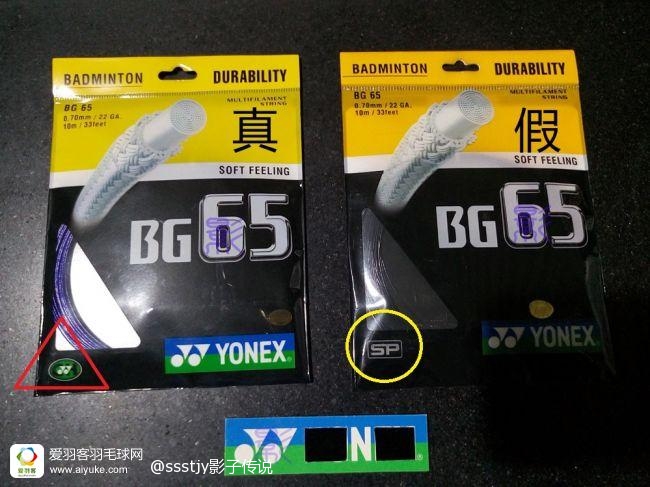 BADMINTON DURABILITY
BG 65
0.70mm / 22 GA.
10m / 33feet
MULTIFILAMENT
STRING
真
SOFT FEELING
BG 65
YONEX
BADMINTON DURABILITY
BG 65
0.70mm / 22 GA.
10m / 33feet
MULTIFILAMENT
STRING
假
SOFT FEELING
BG 65
SP
YONEX
N
爱羽客羽毛球网
www.aiyuke.com
爱羽客
@ssstjy影子传说